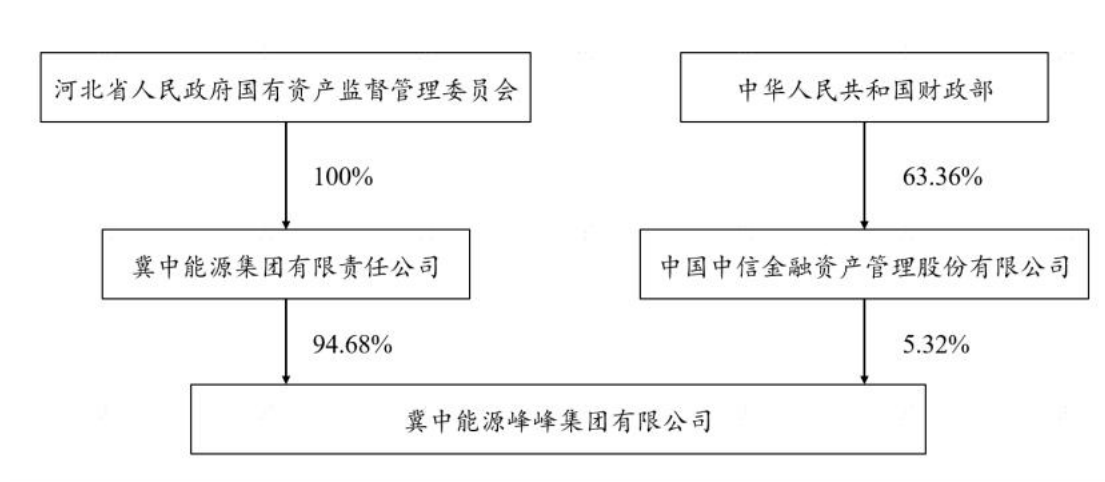 河北省人民政府国有资产监督管理委员会
中华人民共和国财政部
100%
63.36%
冀中能源集团有限责任公司
中国中信金融资产管理股份有限公司
94.68%
5.32%
冀中能源峰峰集团有限公司